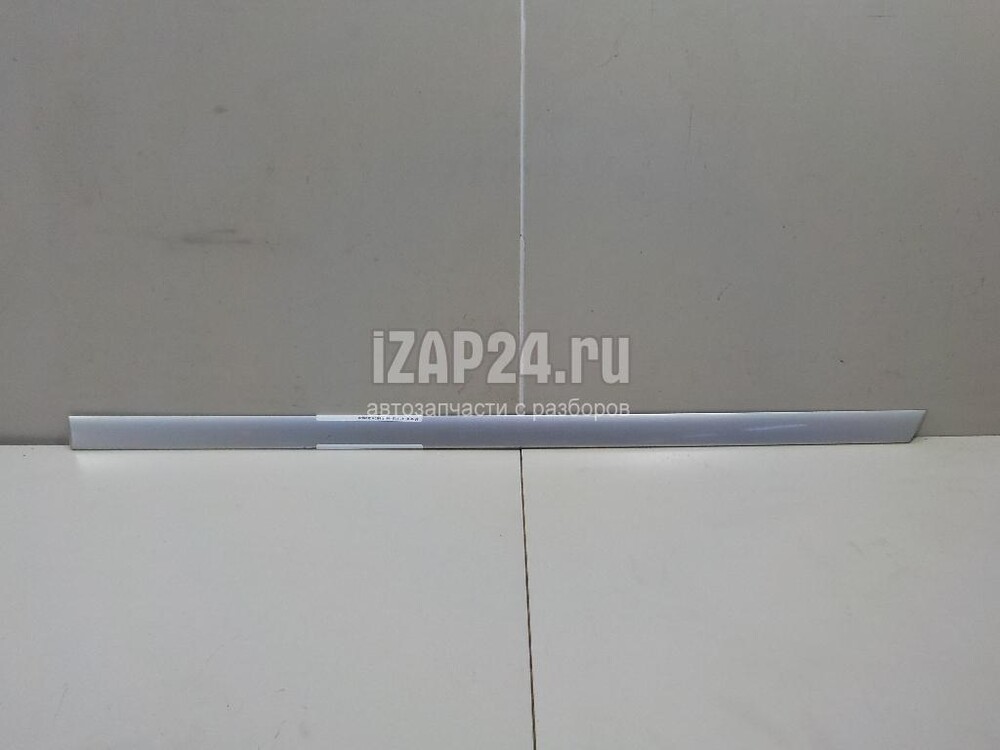 iZAP24.ru
автозапчасти с разборов